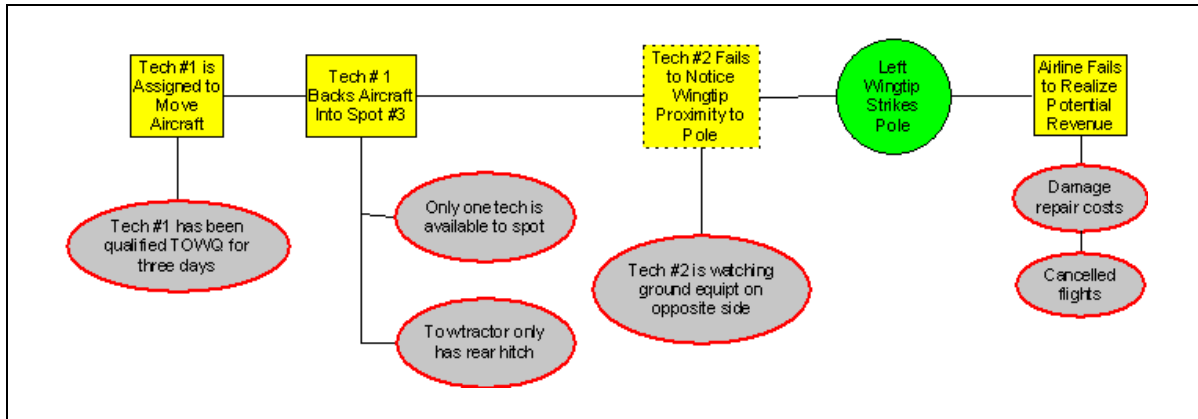 Tech #1 is
Assigned to
Move
Aircraft
Tech # 1
Backs Aircraft
Into Spot #3
Tech #2 Fails
to Notice
Wingtip
Proximity to
Pole
Left
Wingtip
Strikes
Pole
Airline Fails
to Realize
Potential
Revenue
Tech #1 has been
qualified TOWQ for
three days
Only one tech is
available to spot
Towtractor only
has rear hitch
Tech #2 is watching
ground equipt on
opposite side
Damage
repair costs
Cancelled
flights